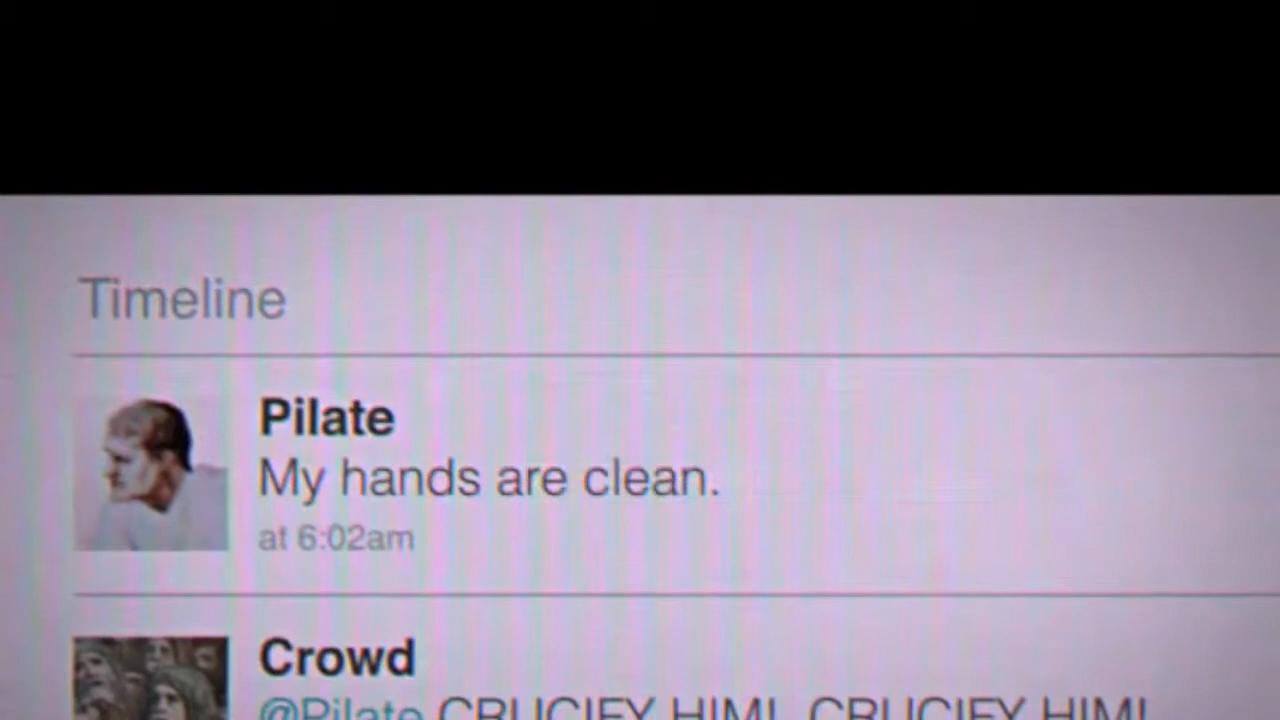 Timeline
Pilate
My hands are clean.
at 6:02am
Crowd
@Pilate CRUCIFY HIM! CRUCIFY HIM!